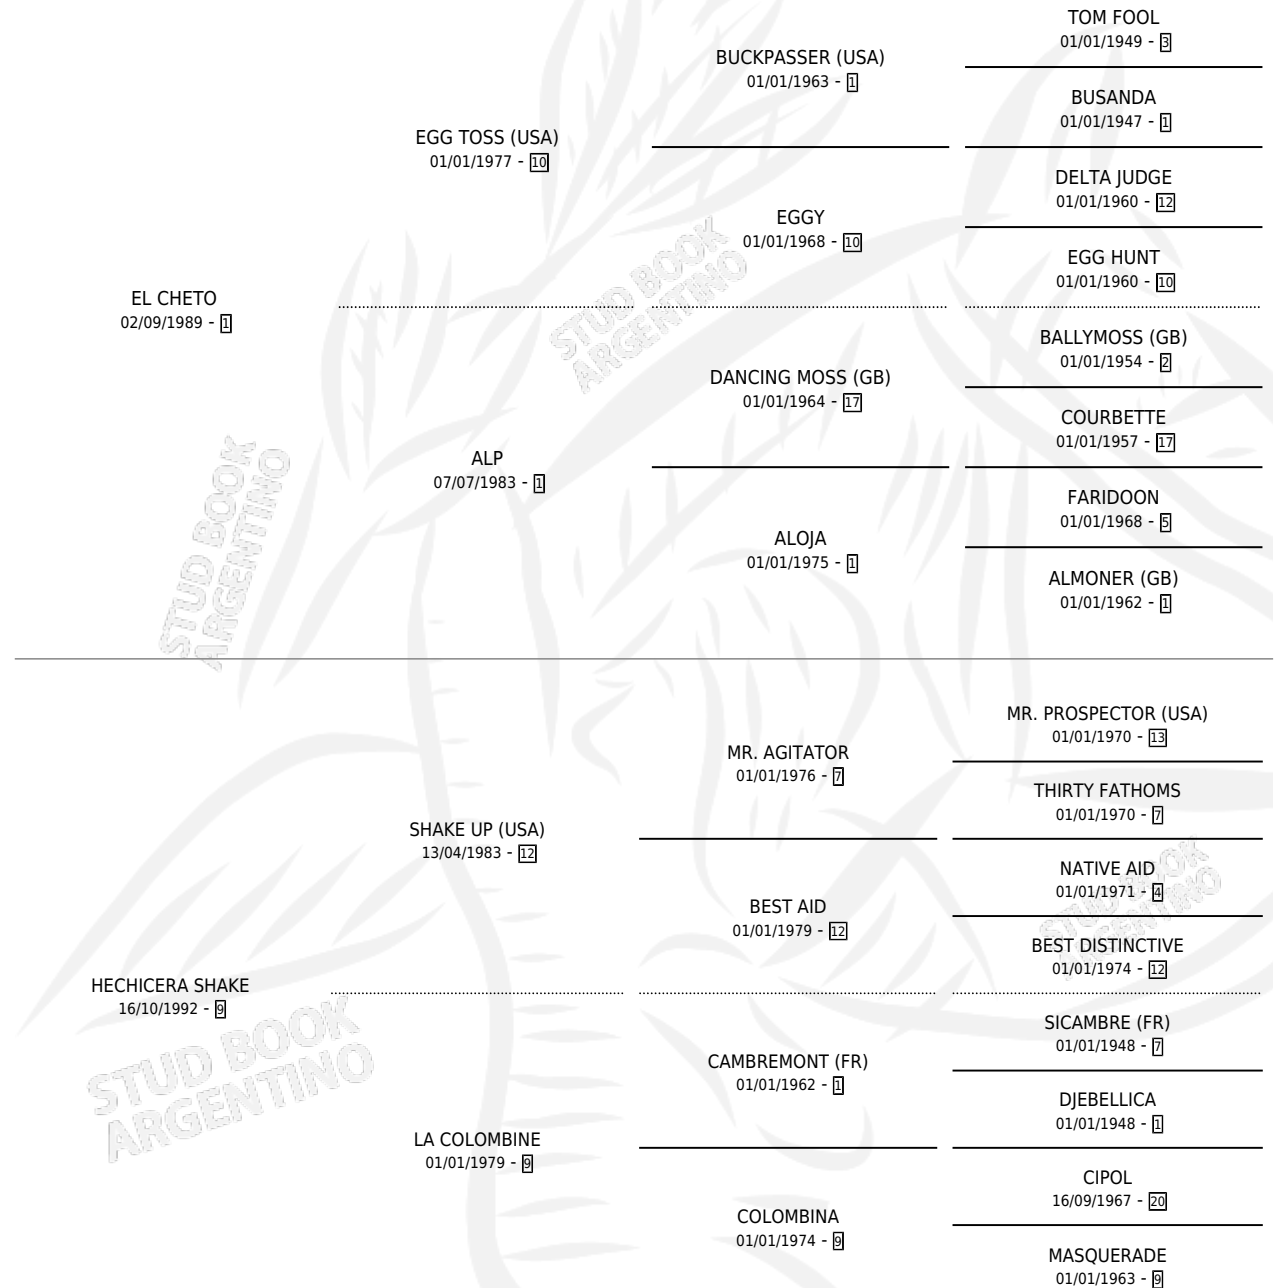 TOM FOOL
01/01/1949 - 3
BUCKPASSER (USA)
01/01/1963 - 1
BUSANDA
01/01/1947 - 1
EGG TOSS (USA)
01/01/1977 - 10
DELTA JUDGE
01/01/1960 - 12
EGGY
01/01/1968 - 10
EGG HUNT
01/01/1960 - 10
EL CHETO
02/09/1989 - 1
BALLYMOSS (GB)
01/01/1954 - 2
DANCING MOSS (GB)
01/01/1964 - 17
COURBETTE
01/01/1957 - 17
ALP
07/07/1983 - 1
FARIDOON
01/01/1968 - 5
ALOJA
01/01/1975 - 1
ALMONER (GB)
01/01/1962 - 1
STUD BOOK
ARGENTINO
STUD BOOK
ARGENTINO
MR. PROSPECTOR (USA)
01/01/1970 - 13
MR. AGITATOR
01/01/1976 - 7
THIRTY FATHOMS
01/01/1970 - 7
SHAKE UP (USA)
13/04/1983 - 12
NATIVE AID
01/01/1971 - 4
BEST AID
01/01/1979 - 12
BEST DISTINCTIVE
01/01/1974 - 12
STUD BOOK
ARGENTINO
HECHICERA SHAKE
16/10/1992 - 9
SICAMBRE (FR)
01/01/1948 - 7
CAMBREMONT (FR)
01/01/1962 - 1
DJEBELLICA
01/01/1948 - 1
STUD BOOK
ARGENTINO
LA COLOMBINE
01/01/1979 - 9
CIPOL
16/09/1967 - 20
COLOMBINA
01/01/1974 - 9
MASQUERADE
01/01/1963 - 9